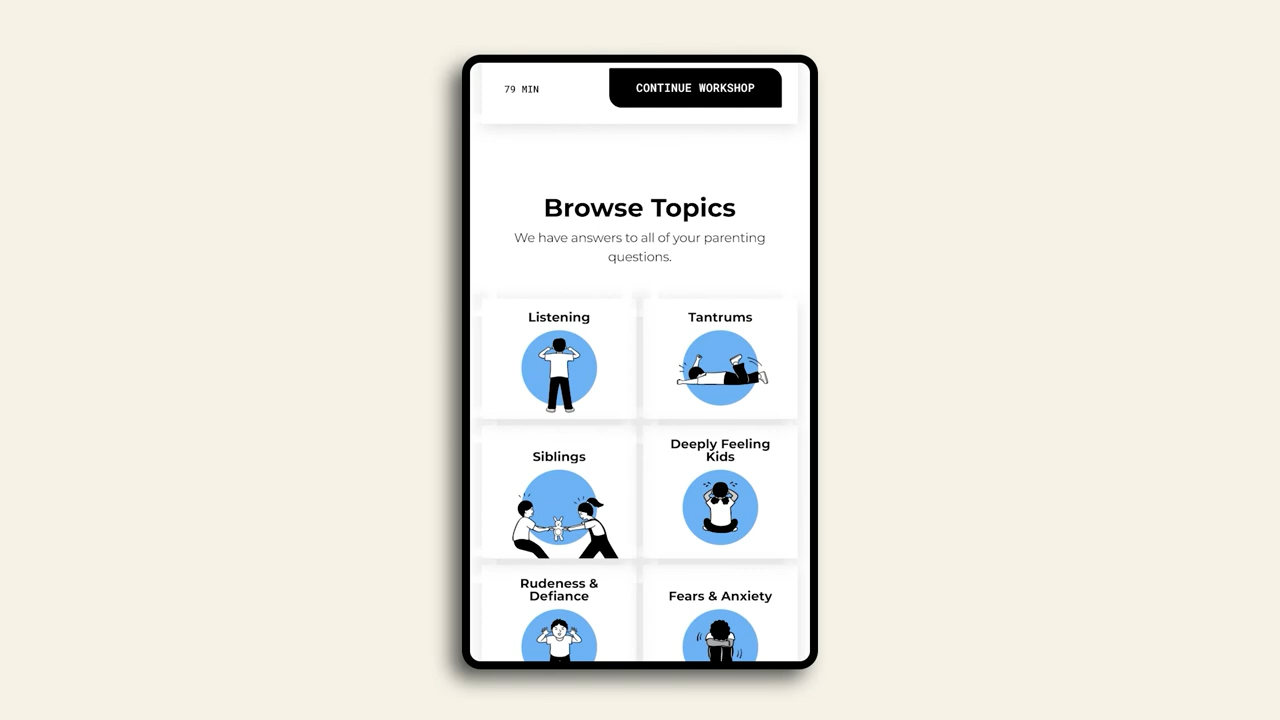 79 MIN
CONTINUE WORKSHOP
Browse Topics
We have answers to all of your parenting
questions.
Listening
Tantrums
Siblings
Deeply Feeling
Kids
Rudeness &
Defiance
Fears & Anxiety